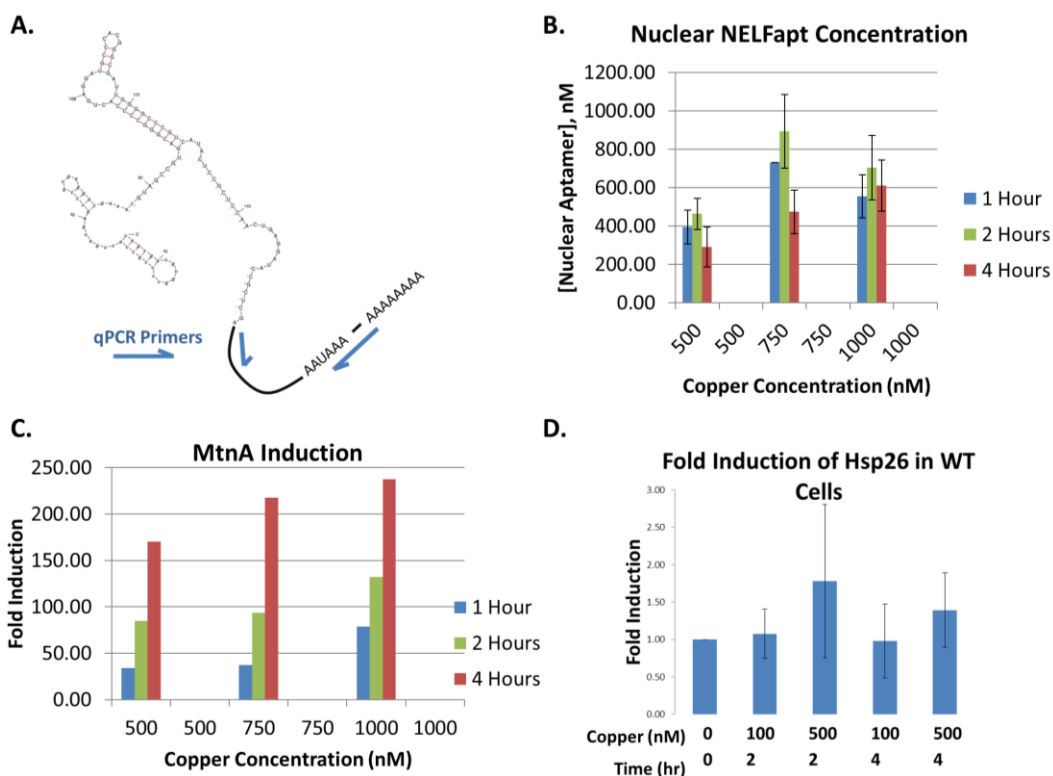 A.
qPCR Primers
AAUAAA
AAAAAAAA
B.
Nuclear NELFapt Concentration
[Nuclear Aptamer], nM
1200.00
1000.00
800.00
600.00
400.00
200.00
0.00
500 500 750 750 1000 1000
Copper Concentration (nM)
1 Hour
2 Hours
4 Hours
C.
MtnA Induction
Fold Induction
250.00
200.00
150.00
100.00
50.00
0.00
500 500 750 750 1000 1000
Copper Concentration (nM)
1 Hour
2 Hours
4 Hours
D.
Fold Induction of Hsp26 in WT
Cells
Fold Induction
3.00
2.50
2.00
1.50
1.00
0.50
0.00
Copper (nM) 0 100 500 100 500
Time (hr) 0 2 2 4 4